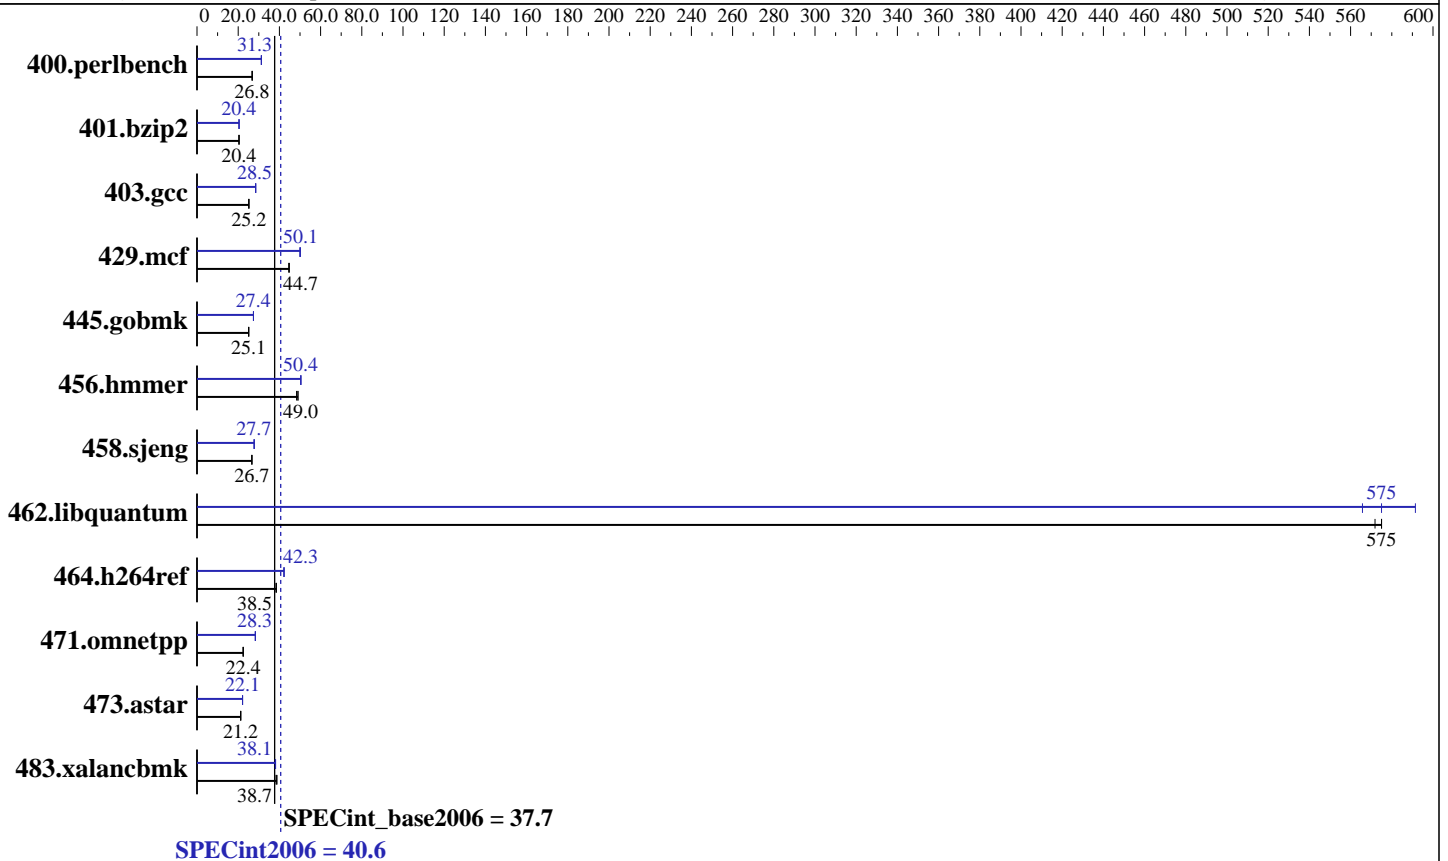 0 20.0 40.0 60.0 80.0 100 120 140 160 180 200 220 240 260 280 300 320 340 360 380 400 420 440 460 480 500 520 540 560 600
31.3
400.perlbench
26.8
20.4
401.bzip2
20.4
28.5
403.gcc
25.2
50.1
429.mcf
44.7
27.4
445.gobmk
25.1
50.4
456.hmmer
49.0
27.7
458.sjeng
26.7
575
462.libquantum
575
42.3
464.h264ref
38.5
28.3
471.omnetpp
22.4
22.1
473.astar
21.2
38.1
483.xalancbmk
38.7
SPECint_base2006 = 37.7
SPECint2006 = 40.6